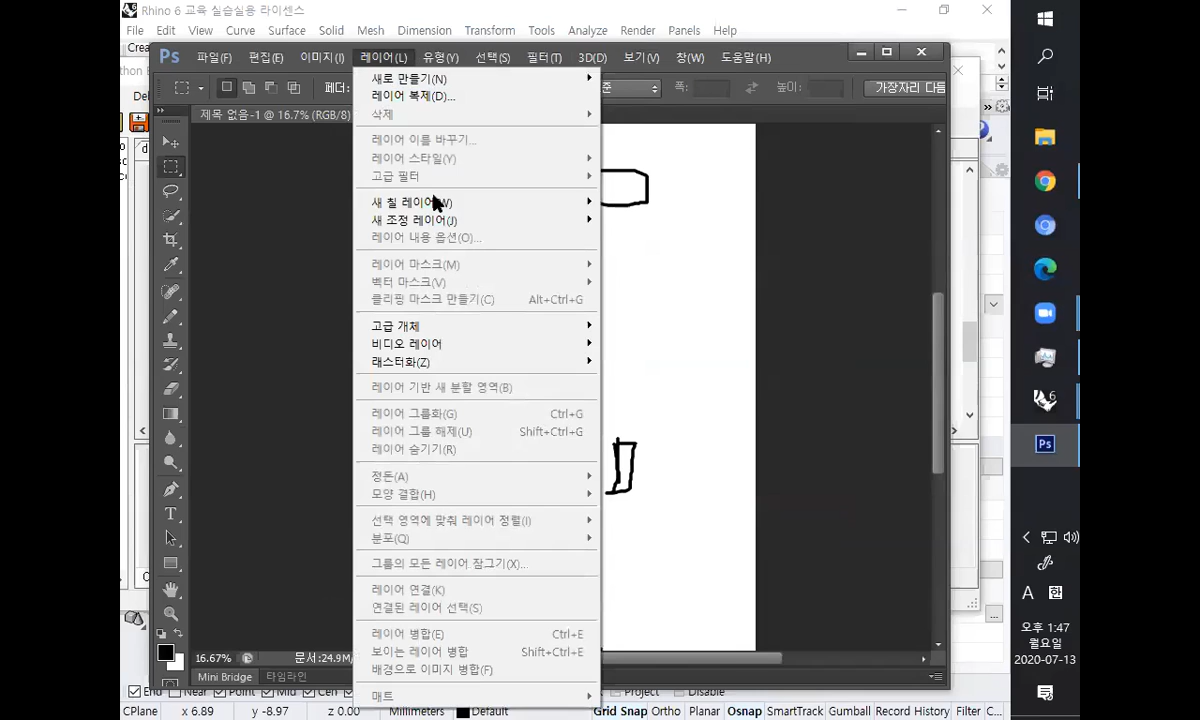 Rhino 6 교육 실습실용 라이센스
File Edit View Curve Surface Solid Mesh Dimension Transform Tools Analyze Render Panels Help
Ps 파일(F) 편집(E) 이미지(I) 레이어(L) 유형(Y) 선택(S) 필터(T) 3D(D) 보기(V) 창(W) 도움말(H)
페더: 준 폭: 높이: 가장자리 다듬
제목 없음-1 @ 16.7% (RGB/8)
새로 만들기(N)
레이어 복제(D)...
삭제
레이어 이름 바꾸기...
레이어 스타일(Y)
고급 필터
새 칠 레이어(W)
새 조정 레이어(J)
레이어 내용 옵션(O)...
레이어 마스크(M)
벡터 마스크(V)
클리핑 마스크 만들기(C) Alt+Ctrl+G
고급 개체
비디오 레이어
래스터화(Z)
레이어 기반 새 분할 영역(B)
레이어 그룹화(G) Ctrl+G
레이어 그룹 해제(U) Shift+Ctrl+G
레이어 숨기기(R)
정돈(A)
모양 결합(H)
선택 영역에 맞춰 레이어 정렬(I)
분포(Q)
그룹의 모든 레이어 잠그기(X)...
레이어 연결(K)
연결된 레이어 선택(S)
레이어 병합(E) Ctrl+E
보이는 레이어 병합 Shift+Ctrl+E
배경으로 이미지 병합(F)
매트
16.67% 문서:24.9M/
Mini Bridge 타임라인
End Near Point Mid Cen Project Disable
CPlane x 6.89 y -8.97 z 0.00 Millimeters Default Grid Snap Ortho Planar Osnap SmartTrack Gumball Record History Filter C...
6
Ps
A 한
오후 1:47
월요일
2020-07-13